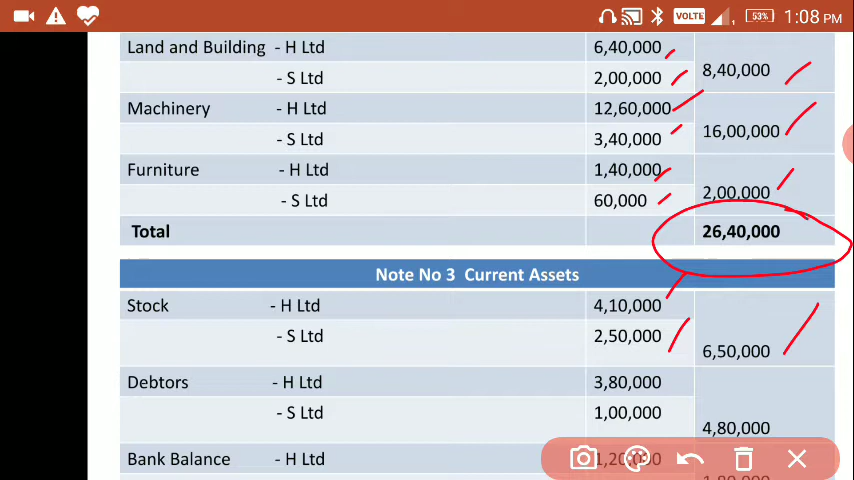 VOLTE 1 53% 1:08 PM
Land and Building - H Ltd 6,40,000
8,40,000
- S Ltd 2,00,000
Machinery - H Ltd 12,60,000
16,00,000
- S Ltd 3,40,000
Furniture - H Ltd 1,40,000
2,00,000
- S Ltd 60,000
Total 26,40,000
Note No 3 Current Assets
Stock - H Ltd 4,10,000
- S Ltd 2,50,000
6,50,000
Debtors - H Ltd 3,80,000
- S Ltd 1,00,000
4,80,000
Bank Balance - H Ltd